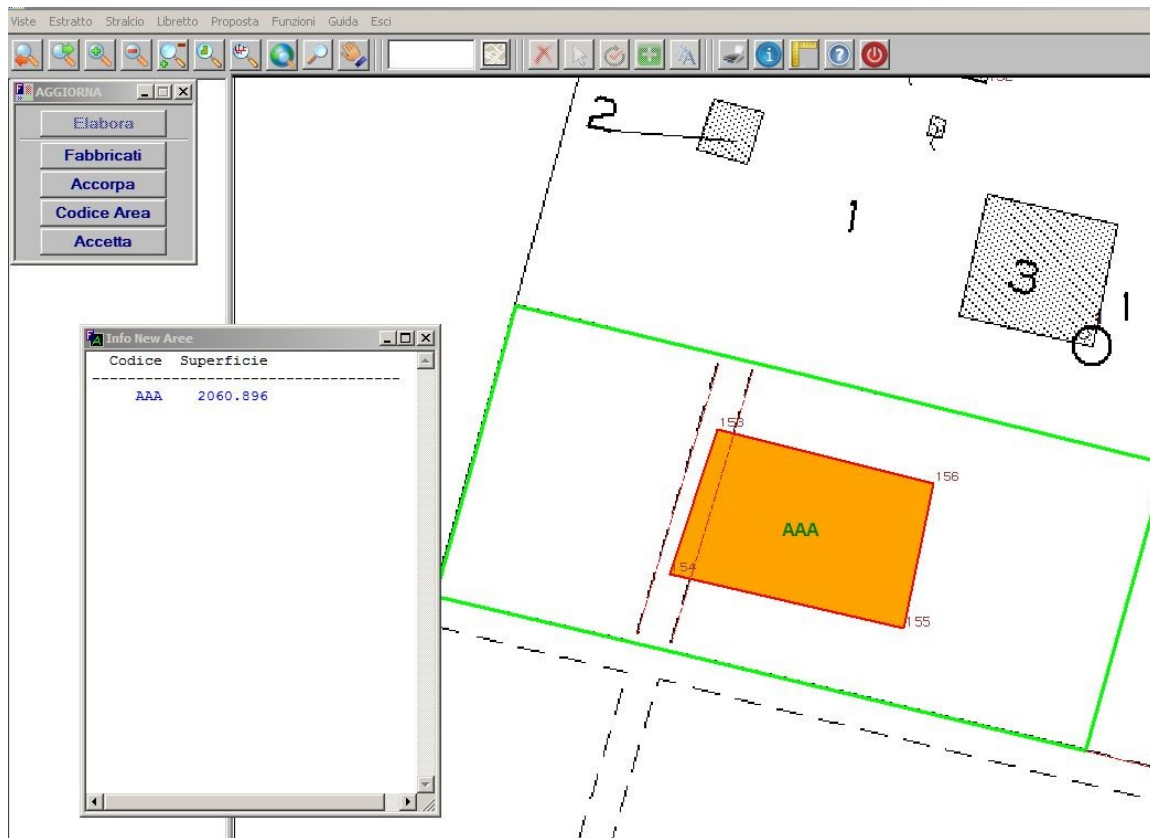 Viste Estratto Stralcio Libretto Proposta Funzioni Guida Esci
AGGIORNA
Elabora
Fabbricati
Accorpa
Codice Area
Accetta
2
1
3
1
Info New Aree
Codice Superficie
AAA 2060.896
153
156
AAA
154
155